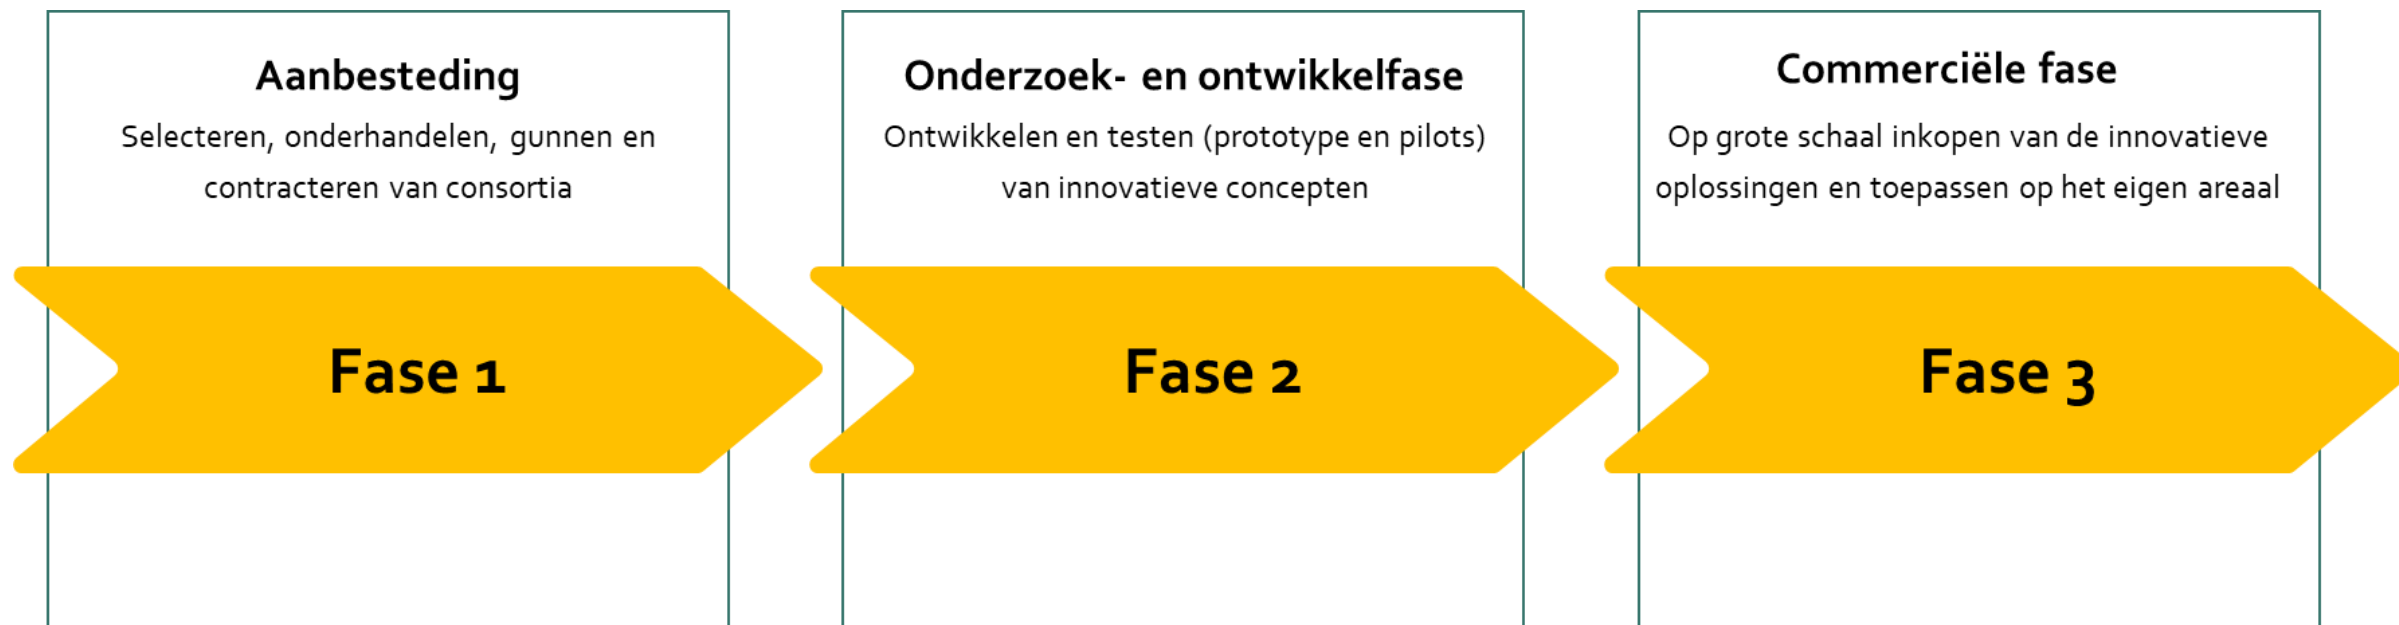 Aanbesteding
Selecteren, onderhandelen, gunnen en
contracteren van consortia
Fase 1
Onderzoek- en ontwikkelfase
Ontwikkelen en testen (prototype en pilots)
van innovatieve concepten
Fase 2
Commerciële fase
Op grote schaal inkopen van de innovatieve
oplossingen en toepassen op het eigen areaal
Fase 3